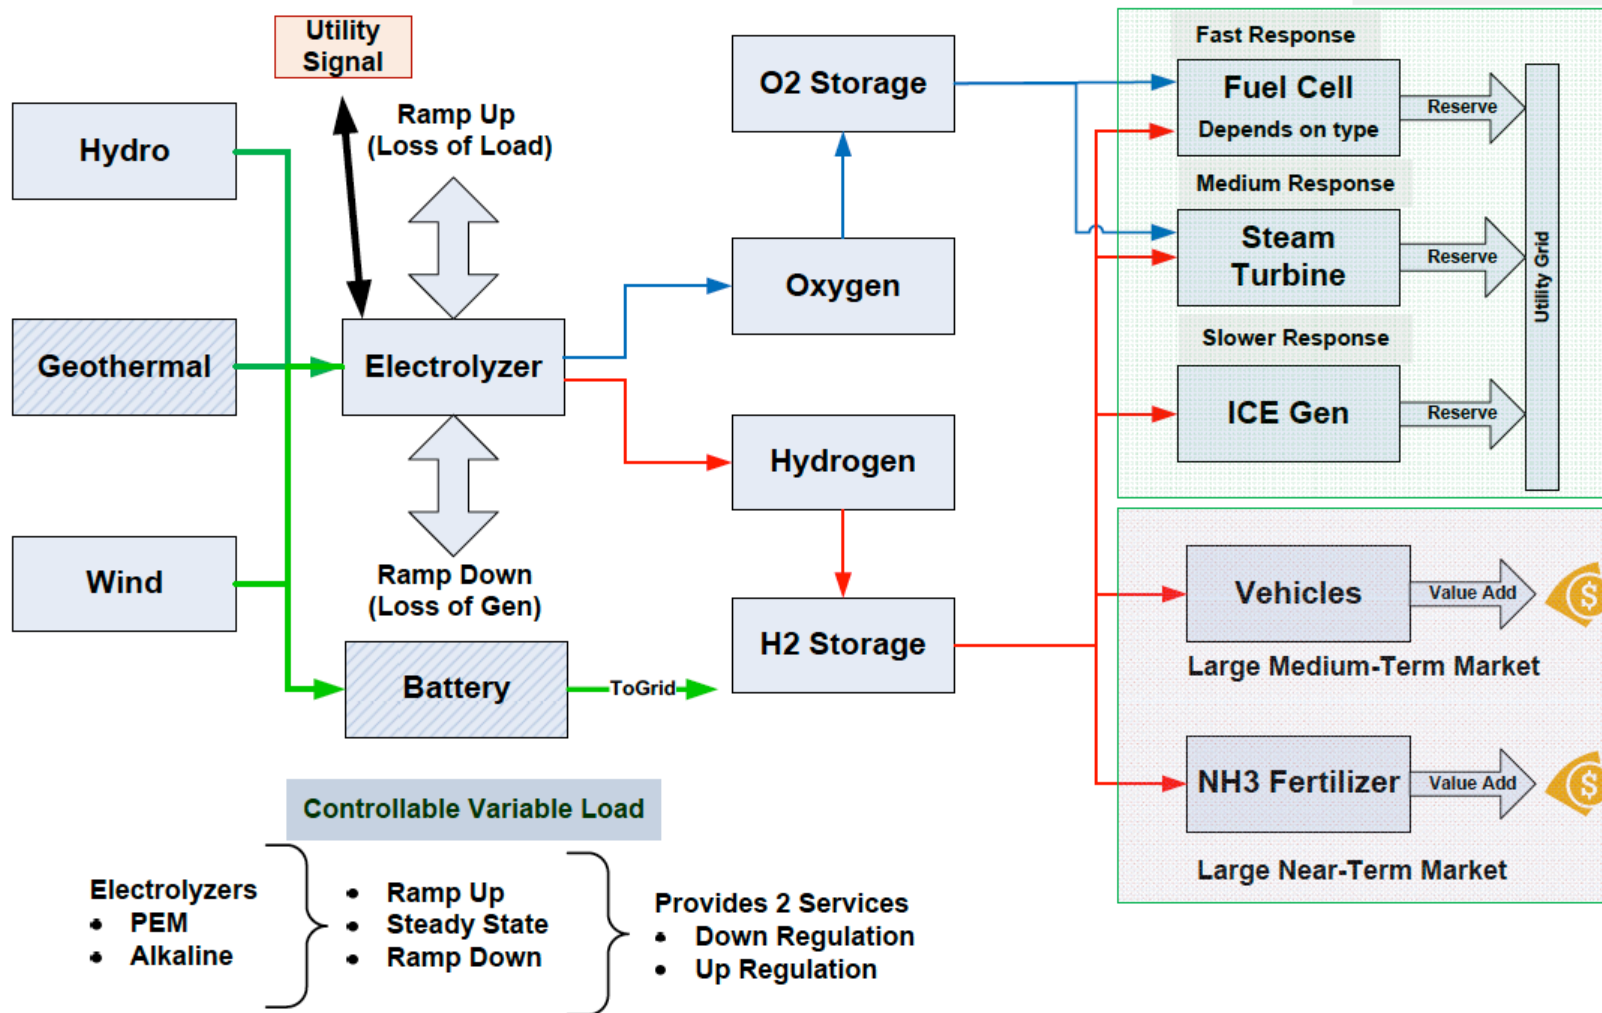 Utility
Signal
Ramp Up
(Loss of Load)
Hydro
Geothermal
Wind
Electrolyzer
Ramp Down
(Loss of Gen)
Battery
ToGrid
O2 Storage
Oxygen
Hydrogen
H2 Storage
Fast Response
Fuel Cell
Depends on type
Reserve
Medium Response
Steam
Turbine
Reserve
Slower Response
ICE Gen
Reserve
Utility Grid
Vehicles
Value Add
$
Large Medium-Term Market
NH3 Fertilizer
Value Add
$
Large Near-Term Market
Controllable Variable Load
Electrolyzers
• PEM
• Alkaline
• Ramp Up
• Steady State
• Ramp Down
Provides 2 Services
• Down Regulation
• Up Regulation